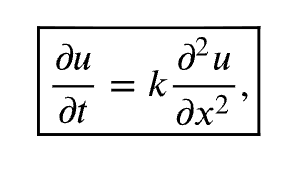 ∂u/∂t = k ∂²u/∂x²,